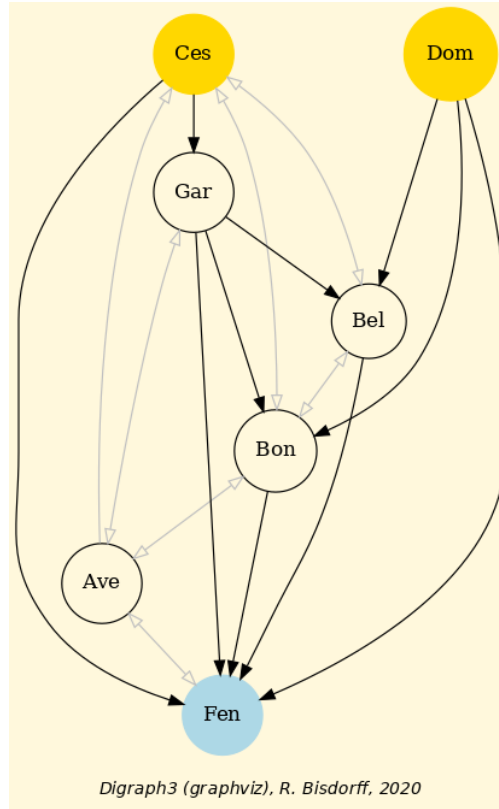 Ces
Dom
Gar
Bel
Bon
Ave
Fen
Digraph3 (graphviz), R. Bisdorff, 2020